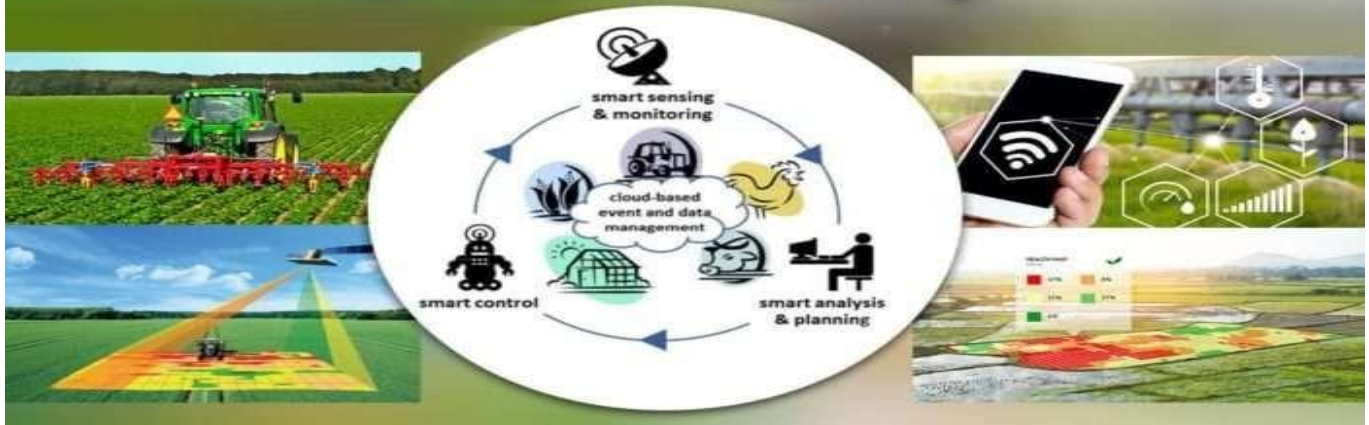 smart sensing
& monitoring
cloud-based
event and data
management
smart control
smart analysis
& planning